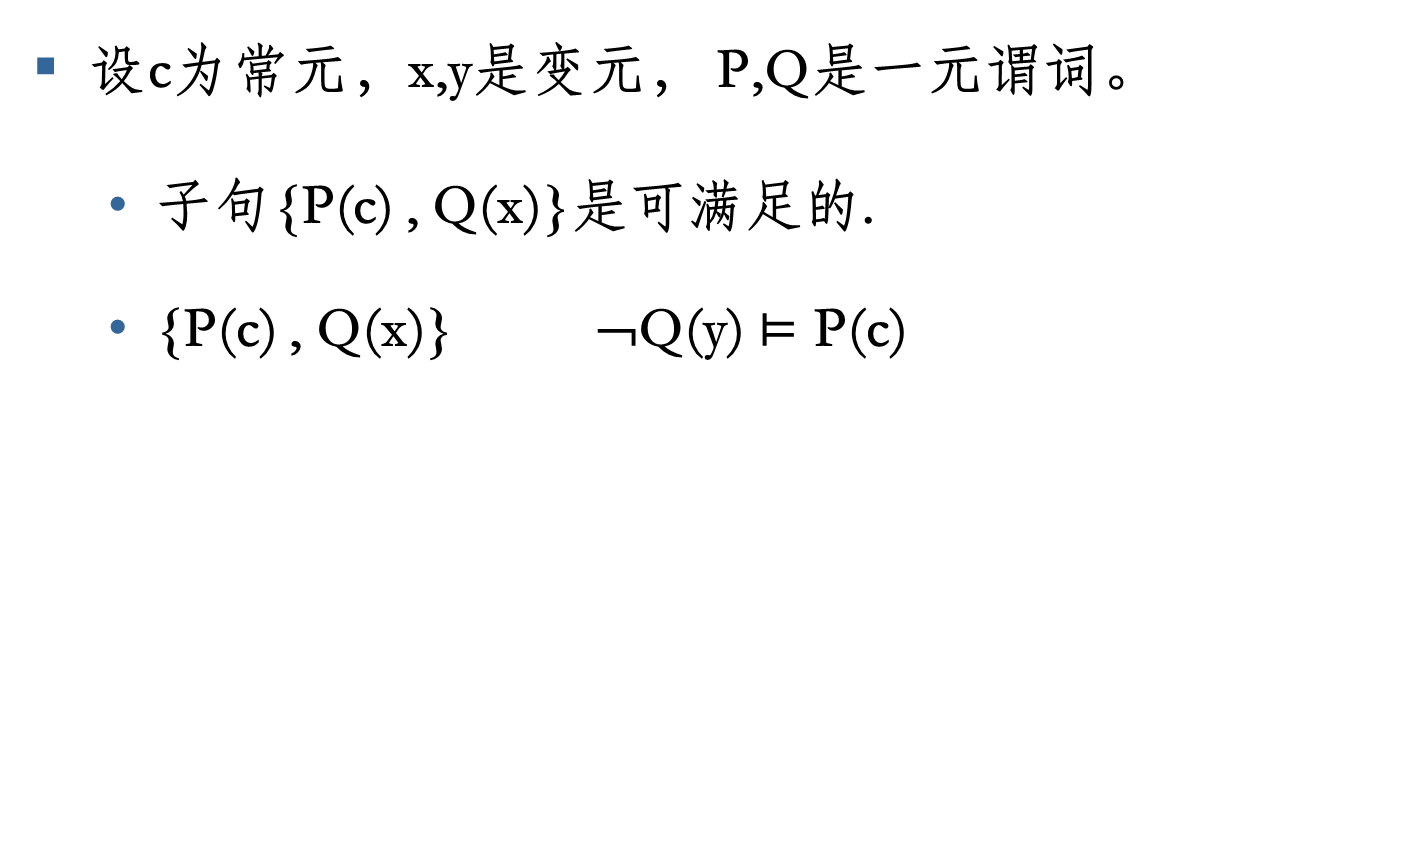 ▪ 设c为常元，x,y是变元， P,Q是一元谓词。
• 子句{P(c) , Q(x)}是可满足的.
• {P(c) , Q(x)} ¬Q(y) ⊨ P(c)